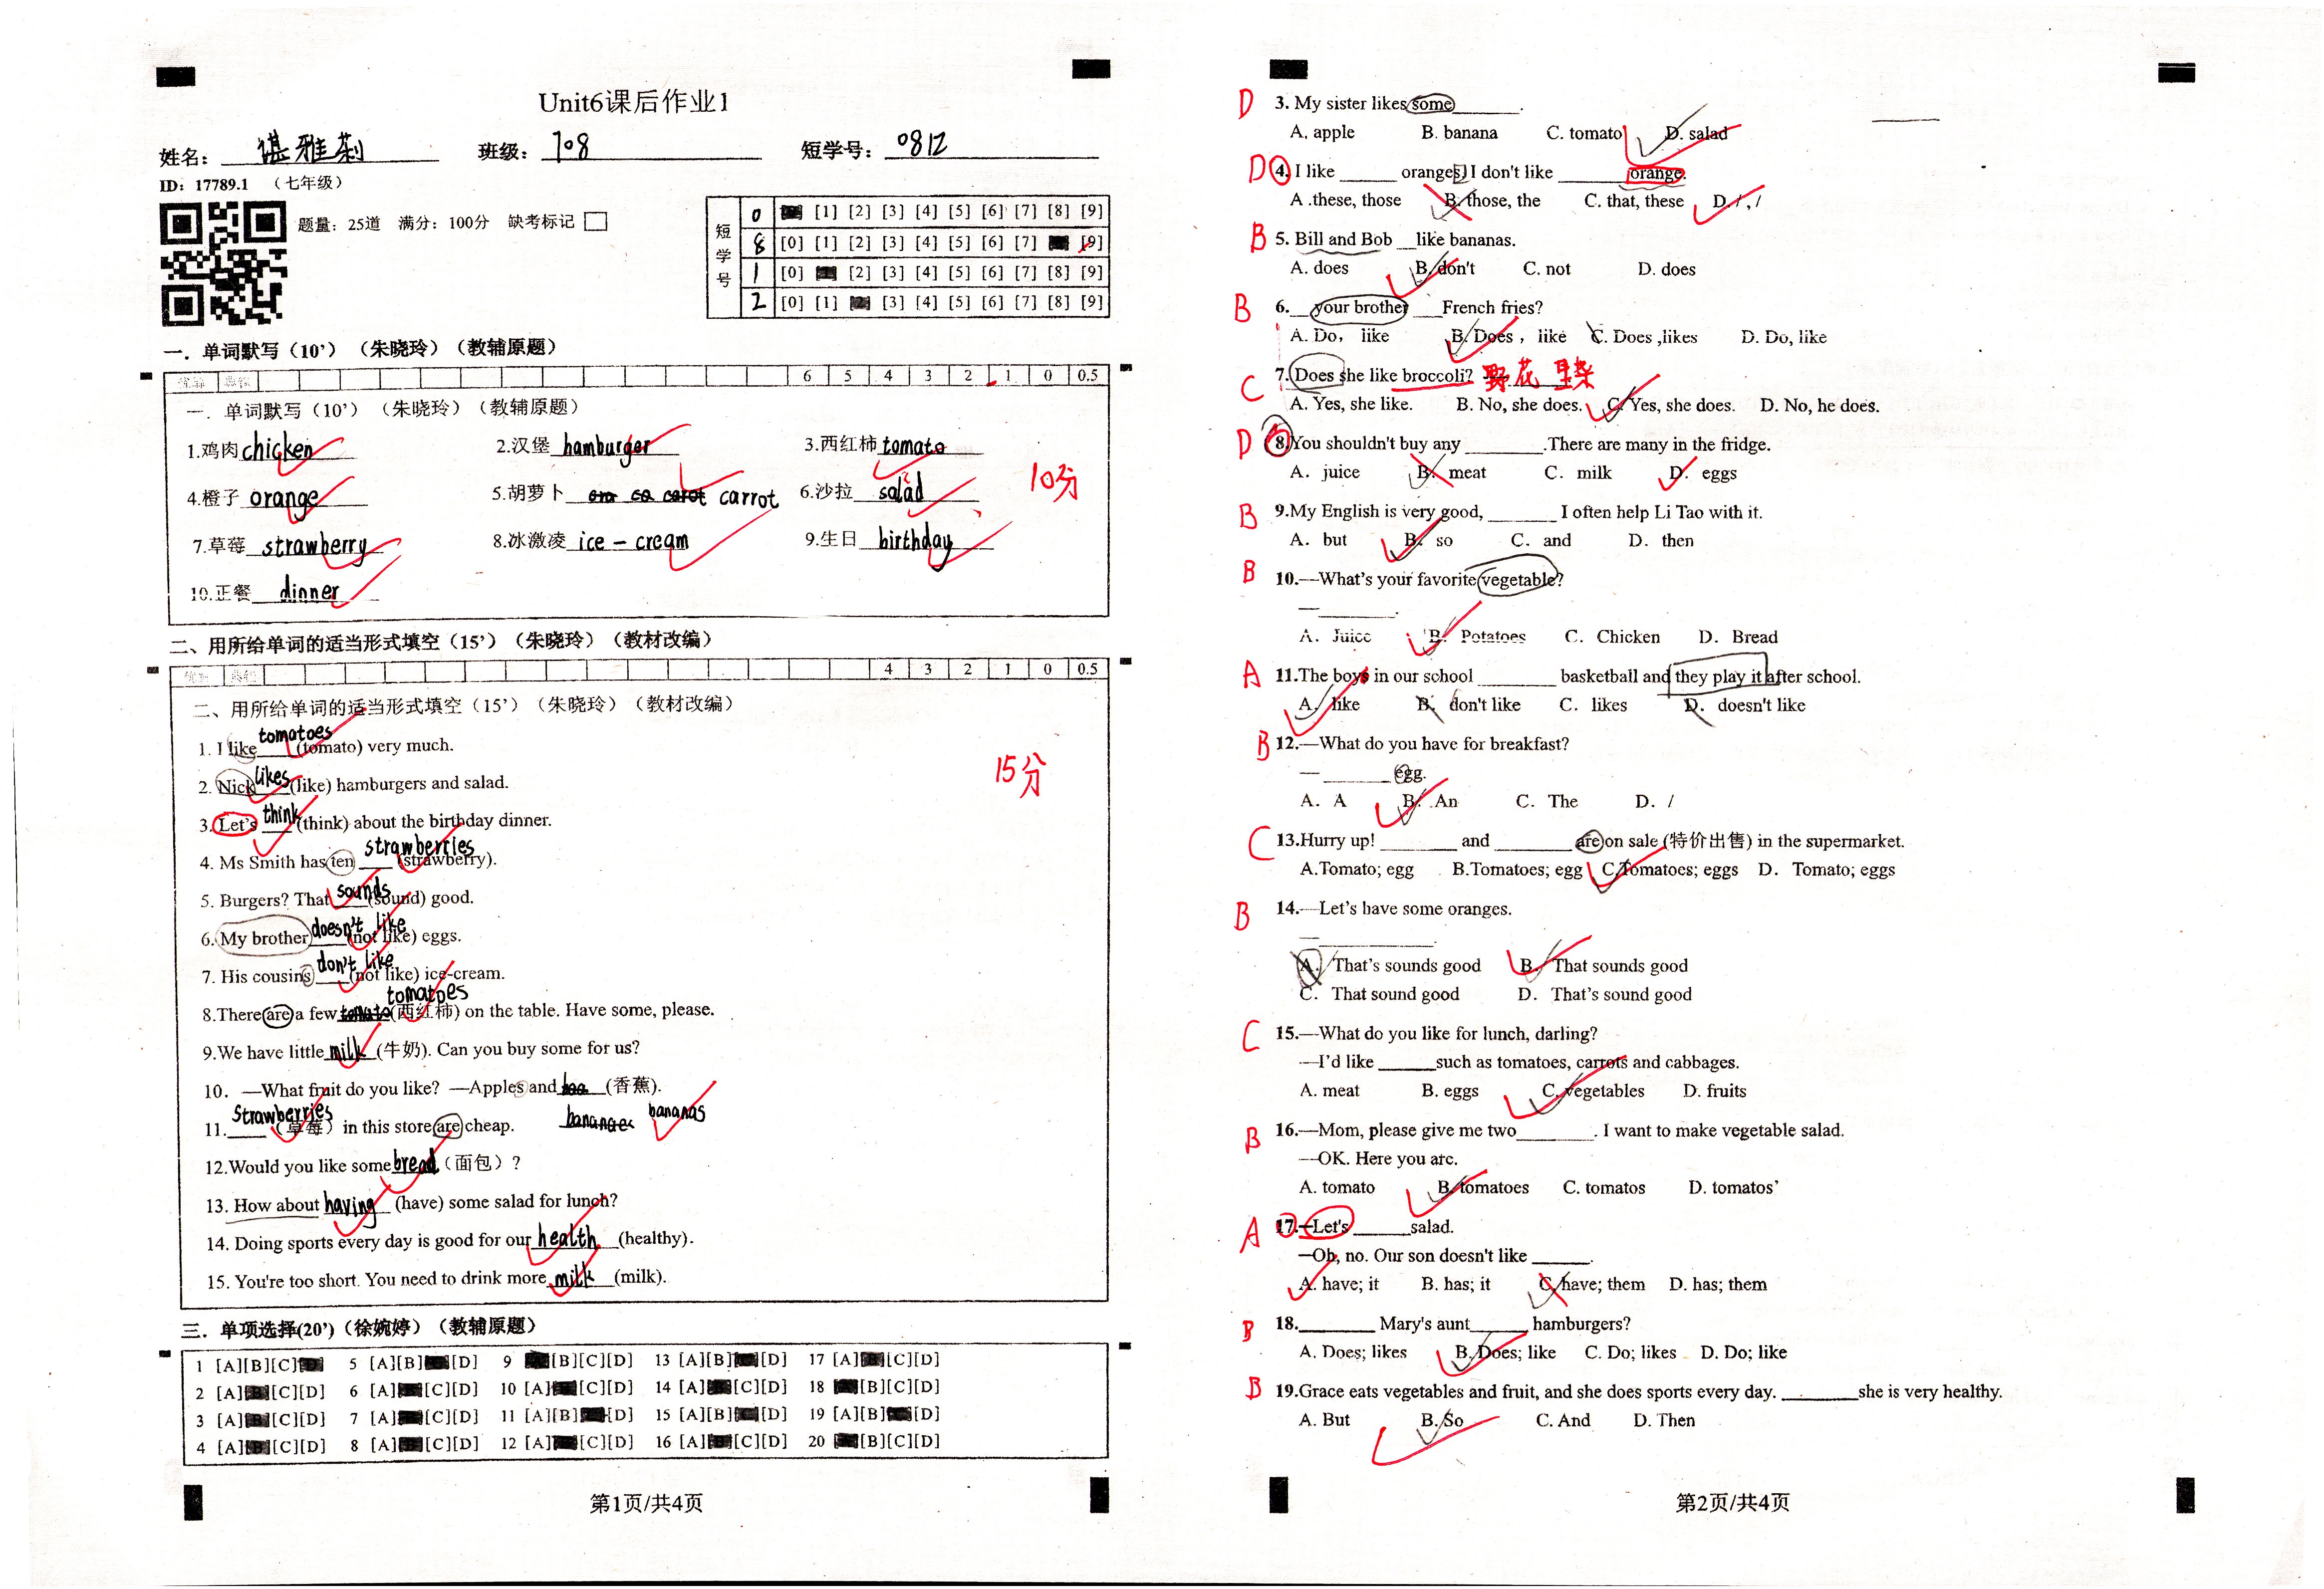 Unit6课后作业1
姓名: 谌雅莉 班级: 708 短学号: 0812
ID: 17789.1 （七年级）
题量: 25道 满分: 100分 缺考标记
短学号
0 [1] [2] [3] [4] [5] [6] [7] [8] [9]
8 [0] [1] [2] [3] [4] [5] [6] [7] [9]
1 [0] [2] [3] [4] [5] [6] [7] [8] [9]
2 [0] [1] [3] [4] [5] [6] [7] [8] [9]
一. 单词默写（10’）（朱晓玲）（教辅原题）
6 5 4 3 2 1 0 0.5
一. 单词默写（10’）（朱晓玲）（教辅原题）
1.鸡肉 chicken 2.汉堡 hamburger 3.西红柿 tomato
4.橙子 orange 5.胡萝卜 carrot 6.沙拉 salad 10分
7.草莓 strawberry 8.冰激凌 ice - cream 9.生日 birthday
10.正餐 dinner
二、用所给单词的适当形式填空（15’）（朱晓玲）（教材改编）
4 3 2 1 0 0.5
二、用所给单词的适当形式填空（15’）（朱晓玲）（教材改编）
1. I like tomatoes (tomato) very much.
2. Nick likes (like) hamburgers and salad.
15分
3. Let's think (think) about the birthday dinner.
4. Ms Smith has ten strawberries (strawberry).
5. Burgers? That sounds (sound) good.
6. My brother doesn't like (not like) eggs.
7. His cousins don't like (not like) ice-cream.
8.There are a few tomatoes (西红柿) on the table. Have some, please.
9.We have little milk (牛奶). Can you buy some for us?
10. —What fruit do you like? —Apples and (香蕉).
bananas
11. Strawberries （草莓）in this store are cheap.
12.Would you like some bread （面包）?
13. How about having (have) some salad for lunch?
14. Doing sports every day is good for our health (healthy).
15. You're too short. You need to drink more milk (milk).
三. 单项选择(20’)（徐婉婷）（教辅原题）
1 [A][B][C] 5 [A][B][D] 9 [B][C][D] 13 [A][B][D] 17 [A][C][D]
2 [A][C][D] 6 [A][C][D] 10 [A][C][D] 14 [A][C][D] 18 [B][C][D]
3 [A][C][D] 7 [A][C][D] 11 [A][B][D] 15 [A][B][D] 19 [A][B][D]
4 [A][C][D] 8 [A][C][D] 12 [A][C][D] 16 [A][C][D] 20 [B][C][D]
第1页/共4页
D 3. My sister likes some ______.
A. apple B. banana C. tomato D. salad
D 4. I like ______ oranges, I don't like ______ orange.
A .these, those B. those, the C. that, these D. / , /
B 5. Bill and Bob __like bananas.
A. does B. don't C. not D. does
B 6.__ your brother __ French fries?
A. Do， like B. Does ，like C. Does ,likes D. Do, like
C 7. Does she like broccoli? 野花
A. Yes, she like. B. No, she does. C. Yes, she does. D. No, he does.
D 8.You shouldn't buy any ________.There are many in the fridge.
A. juice B. meat C. milk D. eggs
B 9.My English is very good, _______ I often help Li Tao with it.
A. but B. so C. and D. then
B 10.—What's your favorite vegetable?
—________.
A. Juice B. Potatoes C. Chicken D. Bread
A 11.The boys in our school ________ basketball and they play it after school.
A. like B. don't like C. likes D. doesn't like
B 12.—What do you have for breakfast?
— _______ egg.
A. A B. An C. The D. /
C 13.Hurry up! ________ and ________ are on sale (特价出售) in the supermarket.
A.Tomato; egg B.Tomatoes; egg C.Tomatoes; eggs D. Tomato; eggs
B 14.—Let's have some oranges.
—____________.
A. That's sounds good B. That sounds good
C. That sound good D. That's sound good
C 15.—What do you like for lunch, darling?
—I'd like ______such as tomatoes, carrots and cabbages.
A. meat B. eggs C. vegetables D. fruits
B 16.—Mom, please give me two________. I want to make vegetable salad.
—OK. Here you are.
A. tomato B. tomatoes C. tomatos D. tomatos’
A 17.—Let's ______salad.
—Oh, no. Our son doesn't like ______.
A. have; it B. has; it C. have; them D. has; them
B 18.________ Mary's aunt______ hamburgers?
A. Does; likes B. Does; like C. Do; likes D. Do; like
B 19.Grace eats vegetables and fruit, and she does sports every day. ________she is very healthy.
A. But B. So C. And D. Then
第2页/共4页